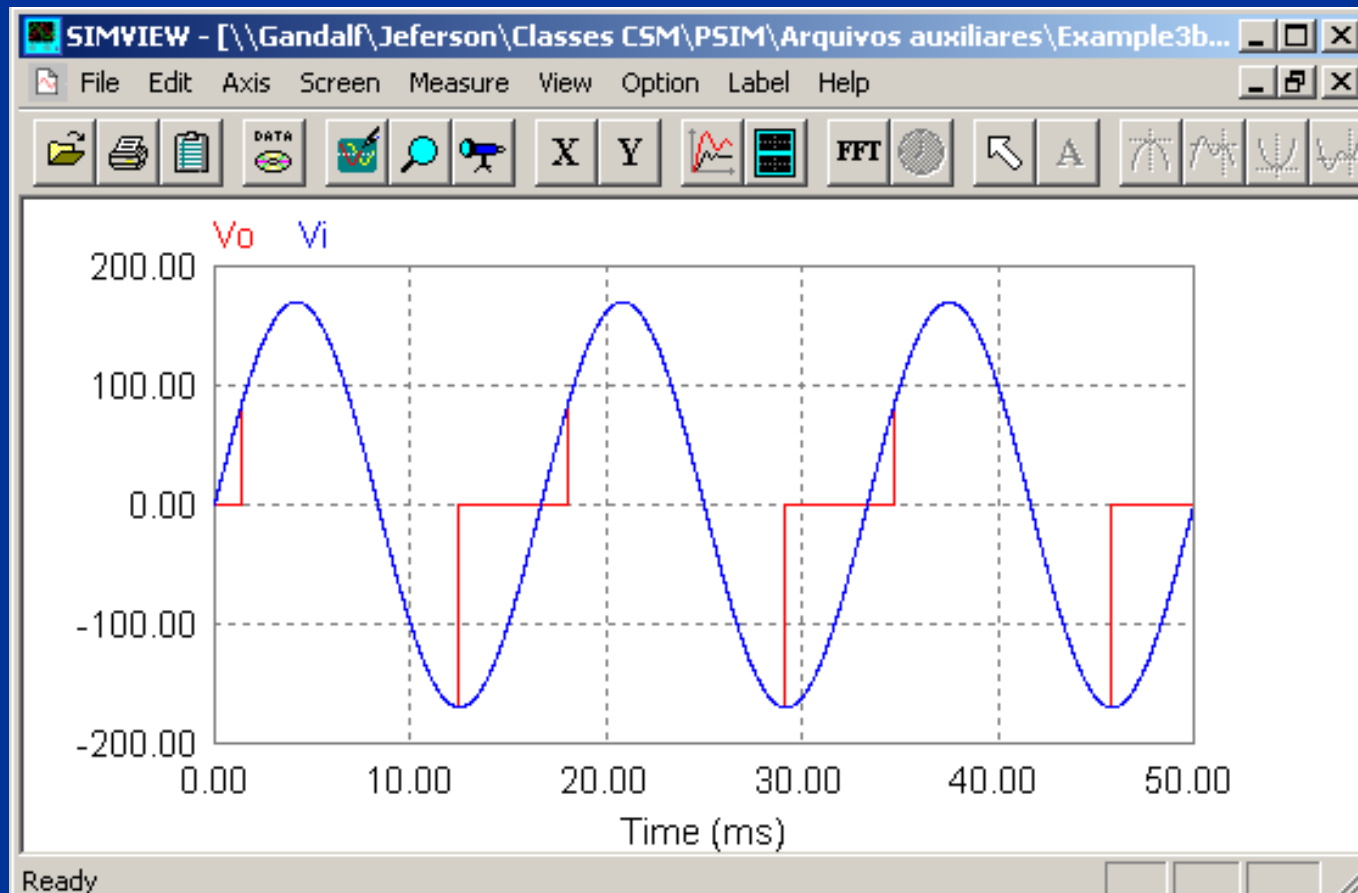 SIMVIEW - [\\Gandalf\Jeferson\Classes CSM\PSIM\Arquivos auxiliares\Example3b...
File Edit Axis Screen Measure View Option Label Help
DATA
X Y FFT A
Vo Vi
200.00
100.00
0.00
-100.00
-200.00
0.00 10.00 20.00 30.00 40.00 50.00
Time (ms)
Ready